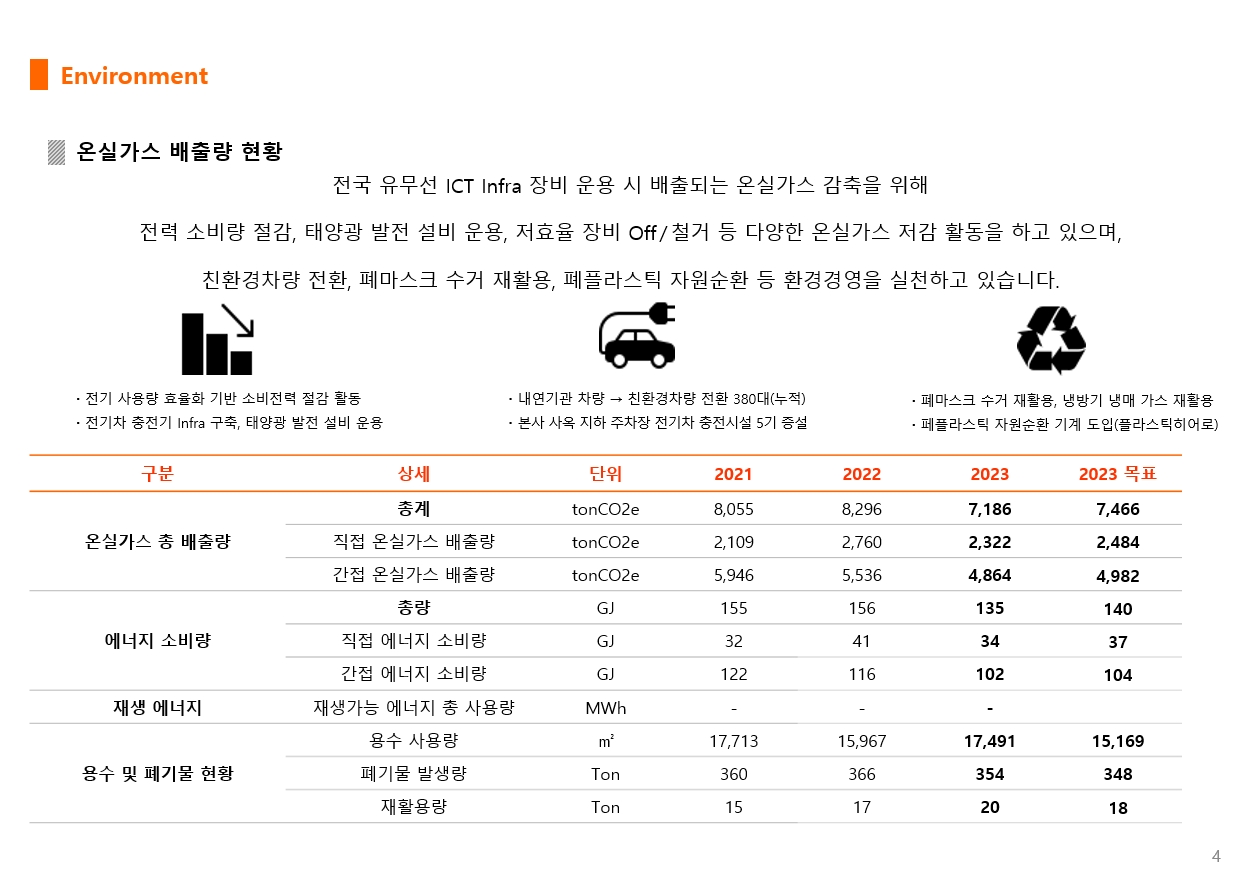 Environment
온실가스 배출량 현황
전국 유무선 ICT Infra 장비 운용 시 배출되는 온실가스 감축을 위해
전력 소비량 절감, 태양광 발전 설비 운용, 저효율 장비 Off/철거 등 다양한 온실가스 저감 활동을 하고 있으며,
친환경차량 전환, 폐마스크 수거 재활용, 폐플라스틱 자원순환 등 환경경영을 실천하고 있습니다.
· 전기 사용량 효율화 기반 소비전력 절감 활동
· 전기차 충전기 Infra 구축, 태양광 발전 설비 운용
· 내연기관 차량 → 친환경차량 전환 380대(누적)
· 본사 사옥 지하 주차장 전기차 충전시설 5기 증설
· 폐마스크 수거 재활용, 냉방기 냉매 가스 재활용
· 폐플라스틱 자원순환 기계 도입(플라스틱히어로)
구분 상세 단위 2021 2022 2023 2023 목표
온실가스 총 배출량 총계 tonCO2e 8,055 8,296 7,186 7,466
직접 온실가스 배출량 tonCO2e 2,109 2,760 2,322 2,484
간접 온실가스 배출량 tonCO2e 5,946 5,536 4,864 4,982
에너지 소비량 총량 GJ 155 156 135 140
직접 에너지 소비량 GJ 32 41 34 37
간접 에너지 소비량 GJ 122 116 102 104
재생 에너지 재생가능 에너지 총 사용량 MWh - - -
용수 및 폐기물 현황 용수 사용량 ㎡ 17,713 15,967 17,491 15,169
폐기물 발생량 Ton 360 366 354 348
재활용량 Ton 15 17 20 18
4